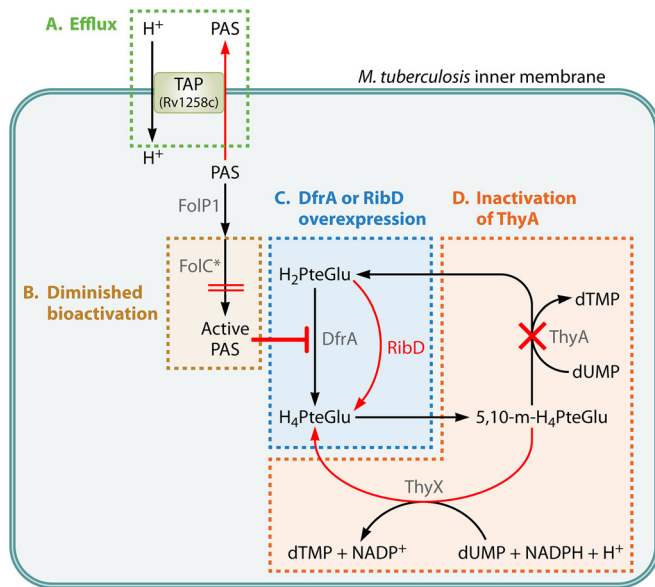 A. Efflux
H⁺
PAS
TAP
(Rv1258c)
M. tuberculosis inner membrane
H⁺
PAS
FolP1
C. DfrA or RibD
overexpression
D. Inactivation
of ThyA
FolC*
B. Diminished
bioactivation
Active
PAS
H₂PteGlu
DfrA
RibD
H₄PteGlu
dTMP
ThyA
dUMP
5,10-m-H₄PteGlu
ThyX
dTMP + NADP⁺
dUMP + NADPH + H⁺